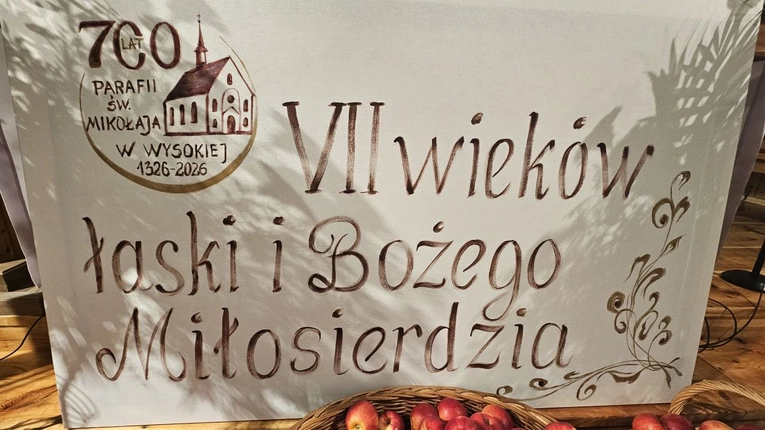 700
LAT
PARAFII
ŚW.
MIKOŁAJA
W WYSOKIEJ
1326-2026
VII wieków
łaski i Bożego
Miłosierdzia